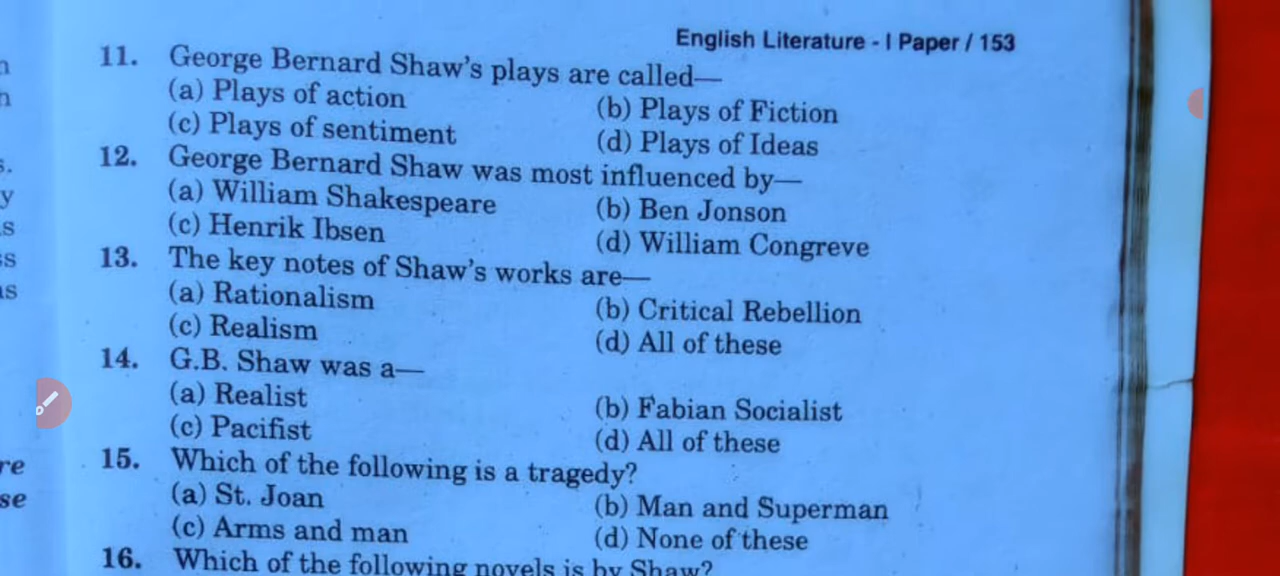 English Literature - I Paper / 153
11. George Bernard Shaw's plays are called—
(a) Plays of action (b) Plays of Fiction
(c) Plays of sentiment (d) Plays of Ideas
12. George Bernard Shaw was most influenced by—
(a) William Shakespeare (b) Ben Jonson
(c) Henrik Ibsen (d) William Congreve
13. The key notes of Shaw's works are—
(a) Rationalism (b) Critical Rebellion
(c) Realism (d) All of these
14. G.B. Shaw was a—
(a) Realist (b) Fabian Socialist
(c) Pacifist (d) All of these
15. Which of the following is a tragedy?
(a) St. Joan (b) Man and Superman
(c) Arms and man (d) None of these
16. Which of the following novels is by Shaw?